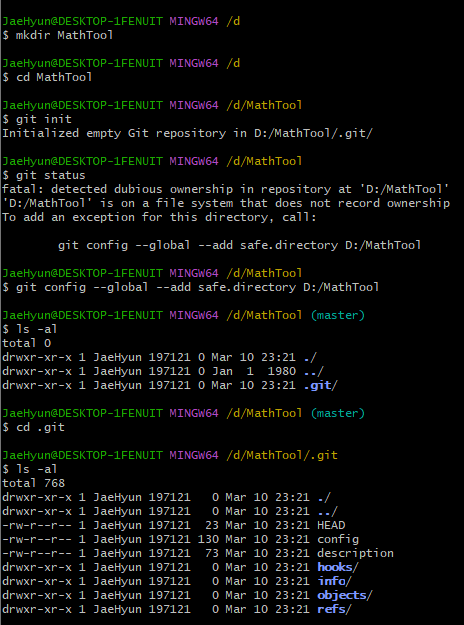 JaeHyun@DESKTOP-1FENUIT MINGW64 /d
$ mkdir MathTool
JaeHyun@DESKTOP-1FENUIT MINGW64 /d
$ cd MathTool
JaeHyun@DESKTOP-1FENUIT MINGW64 /d/MathTool
$ git init
Initialized empty Git repository in D:/MathTool/.git/
JaeHyun@DESKTOP-1FENUIT MINGW64 /d/MathTool
$ git status
fatal: detected dubious ownership in repository at 'D:/MathTool'
'D:/MathTool' is on a file system that does not record ownership
To add an exception for this directory, call:
git config --global --add safe.directory D:/MathTool
JaeHyun@DESKTOP-1FENUIT MINGW64 /d/MathTool
$ git config --global --add safe.directory D:/MathTool
JaeHyun@DESKTOP-1FENUIT MINGW64 /d/MathTool (master)
$ ls -al
total 0
drwxr-xr-x 1 JaeHyun 197121 0 Mar 10 23:21 ./
drwxr-xr-x 1 JaeHyun 197121 0 Jan  1  1980 ../
drwxr-xr-x 1 JaeHyun 197121 0 Mar 10 23:21 .git/
JaeHyun@DESKTOP-1FENUIT MINGW64 /d/MathTool (master)
$ cd .git
JaeHyun@DESKTOP-1FENUIT MINGW64 /d/MathTool/.git
$ ls -al
total 768
drwxr-xr-x 1 JaeHyun 197121   0 Mar 10 23:21 ./
drwxr-xr-x 1 JaeHyun 197121   0 Mar 10 23:21 ../
-rw-r--r-- 1 JaeHyun 197121  23 Mar 10 23:21 HEAD
-rw-r--r-- 1 JaeHyun 197121 130 Mar 10 23:21 config
-rw-r--r-- 1 JaeHyun 197121  73 Mar 10 23:21 description
drwxr-xr-x 1 JaeHyun 197121   0 Mar 10 23:21 hooks/
drwxr-xr-x 1 JaeHyun 197121   0 Mar 10 23:21 info/
drwxr-xr-x 1 JaeHyun 197121   0 Mar 10 23:21 objects/
drwxr-xr-x 1 JaeHyun 197121   0 Mar 10 23:21 refs/